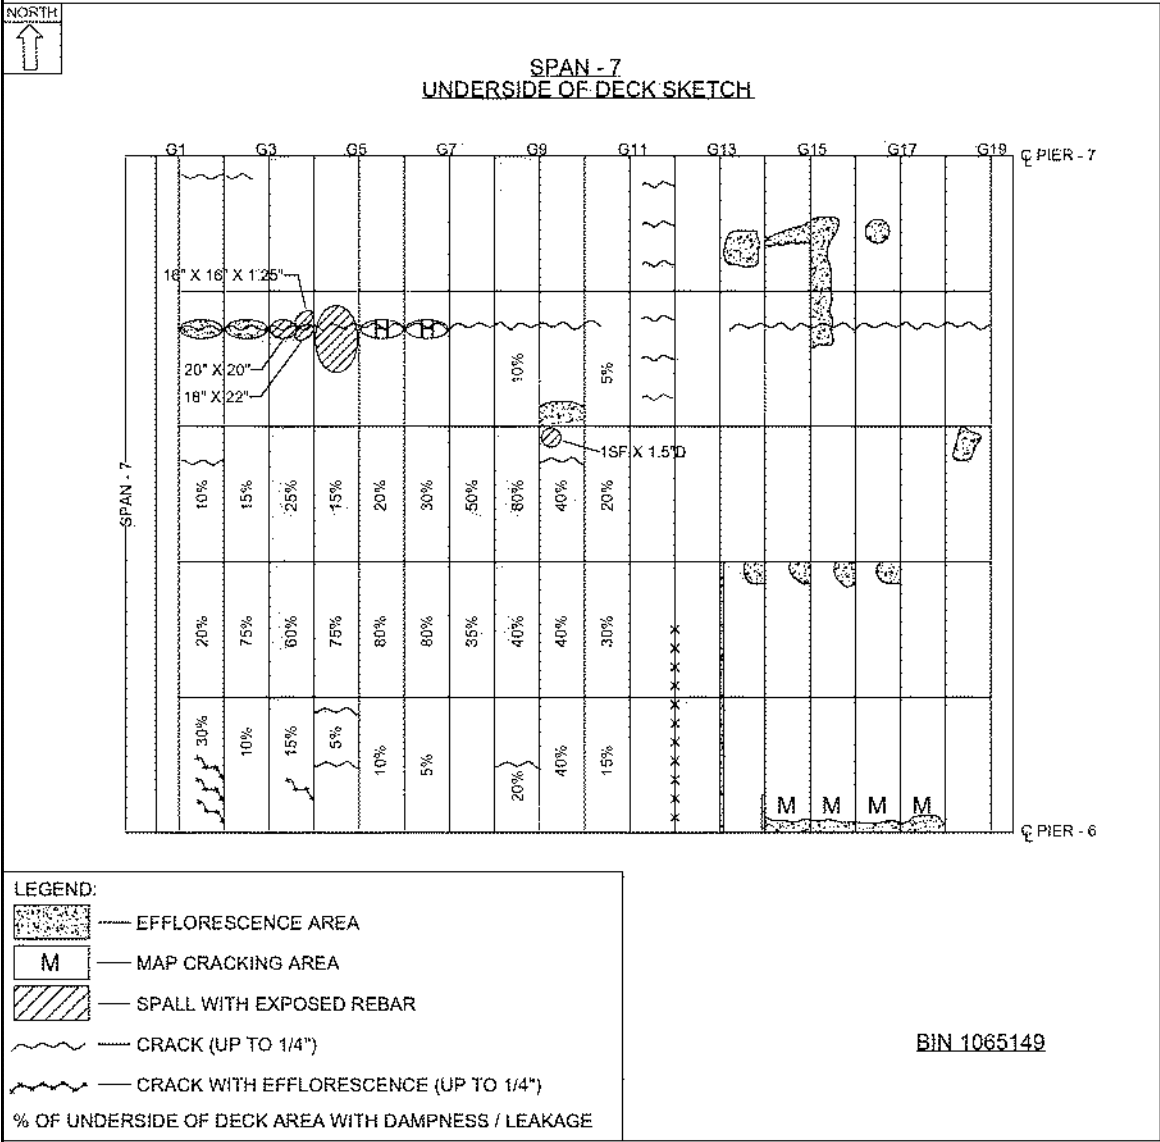 NORTH
SPAN - 7
UNDERSIDE OF DECK SKETCH
G1 G3 G5 G7 G9 G11 G13 G15 G17 G19
℄ PIER - 7
16" X 16" X 1.25"
H H
20" X 20"
18" X 22"
10% 5%
1SF X 1.5"D
SPAN - 7
10% 15% 25% 15% 20% 30% 50% 80% 40% 20%
20% 75% 60% 75% 80% 80% 35% 40% 40% 30%
30% 10% 15% 5% 10% 5% 20% 40% 15%
M M M M
℄ PIER - 6
LEGEND:
EFFLORESCENCE AREA
M MAP CRACKING AREA
SPALL WITH EXPOSED REBAR
CRACK (UP TO 1/4")
CRACK WITH EFFLORESCENCE (UP TO 1/4")
% OF UNDERSIDE OF DECK AREA WITH DAMPNESS / LEAKAGE
BIN 1065149